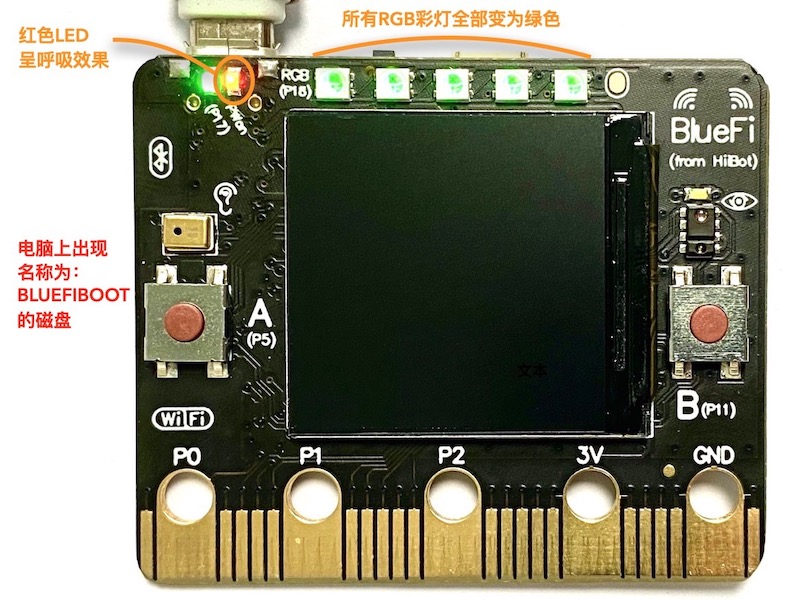 红色LED
呈呼吸效果
所有RGB彩灯全部变为绿色
RGB
(P18)
(P17)
BlueFi
(from HiiBot)
电脑上出现
名称为：
BLUEFIBOOT
的磁盘
A
(P5)
文本
B(P11)
WiFi
P0
P1
P2
3V
GND